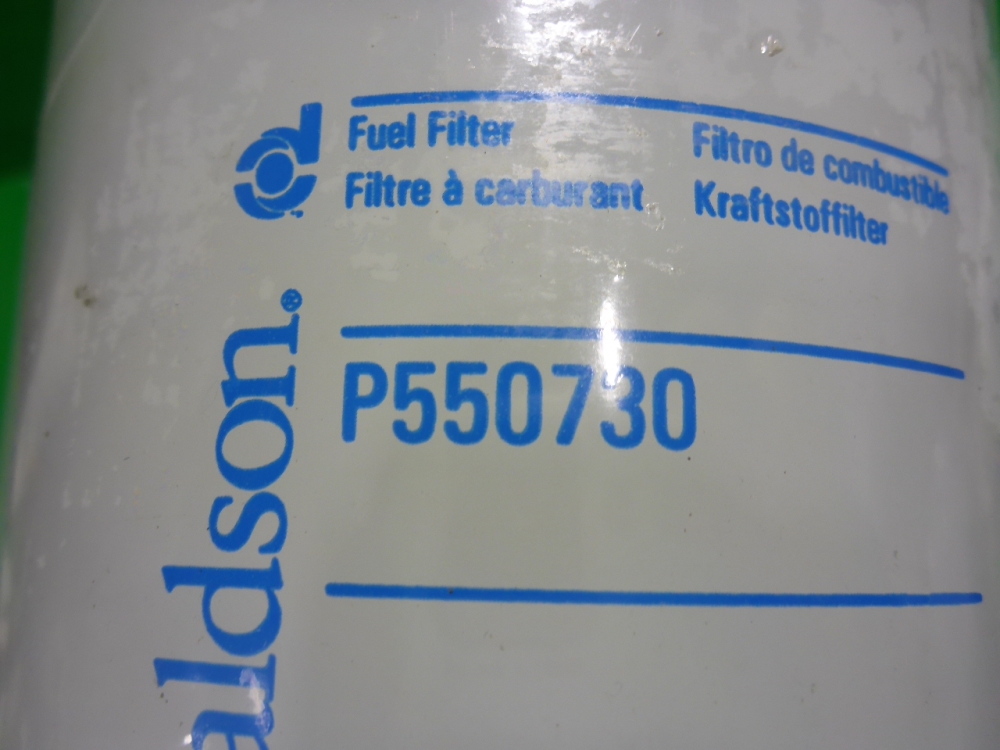 Fuel Filter
Filtre à carburant
Filtro de combustible
Kraftstoffilter
P550730
aldson.®